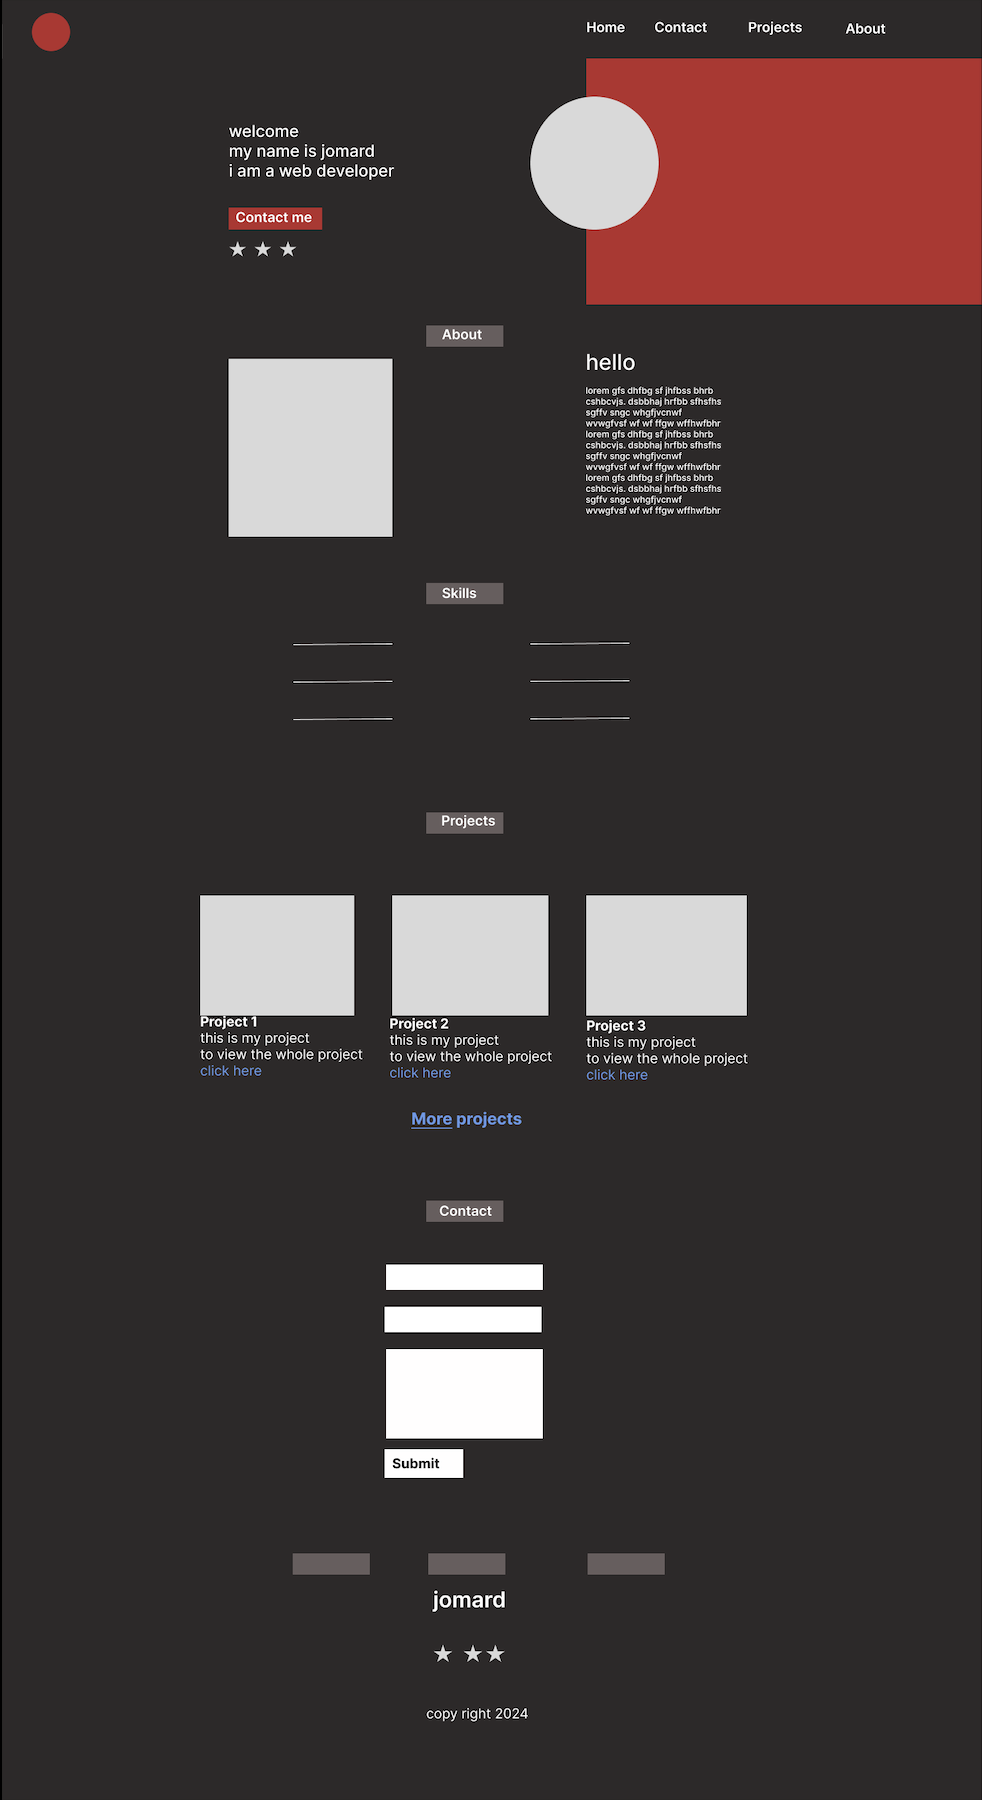 Home Contact Projects About
welcome
my name is jomard
i am a web developer
Contact me
About
hello
lorem gfs dhfbg sf jhfbss bhrb
cshbcvjs. dsbbhaj hrfbb sfhsfhs
sgffv sngc whgfjvcnwf
wvwgfvsf wf wf ffgw wffhwfbhr
lorem gfs dhfbg sf jhfbss bhrb
cshbcvjs. dsbbhaj hrfbb sfhsfhs
sgffv sngc whgfjvcnwf
wvwgfvsf wf wf ffgw wffhwfbhr
lorem gfs dhfbg sf jhfbss bhrb
cshbcvjs. dsbbhaj hrfbb sfhsfhs
sgffv sngc whgfjvcnwf
wvwgfvsf wf wf ffgw wffhwfbhr
Skills
Projects
Project 1
this is my project
to view the whole project
click here
Project 2
this is my project
to view the whole project
click here
Project 3
this is my project
to view the whole project
click here
More projects
Contact
Submit
jomard
copy right 2024